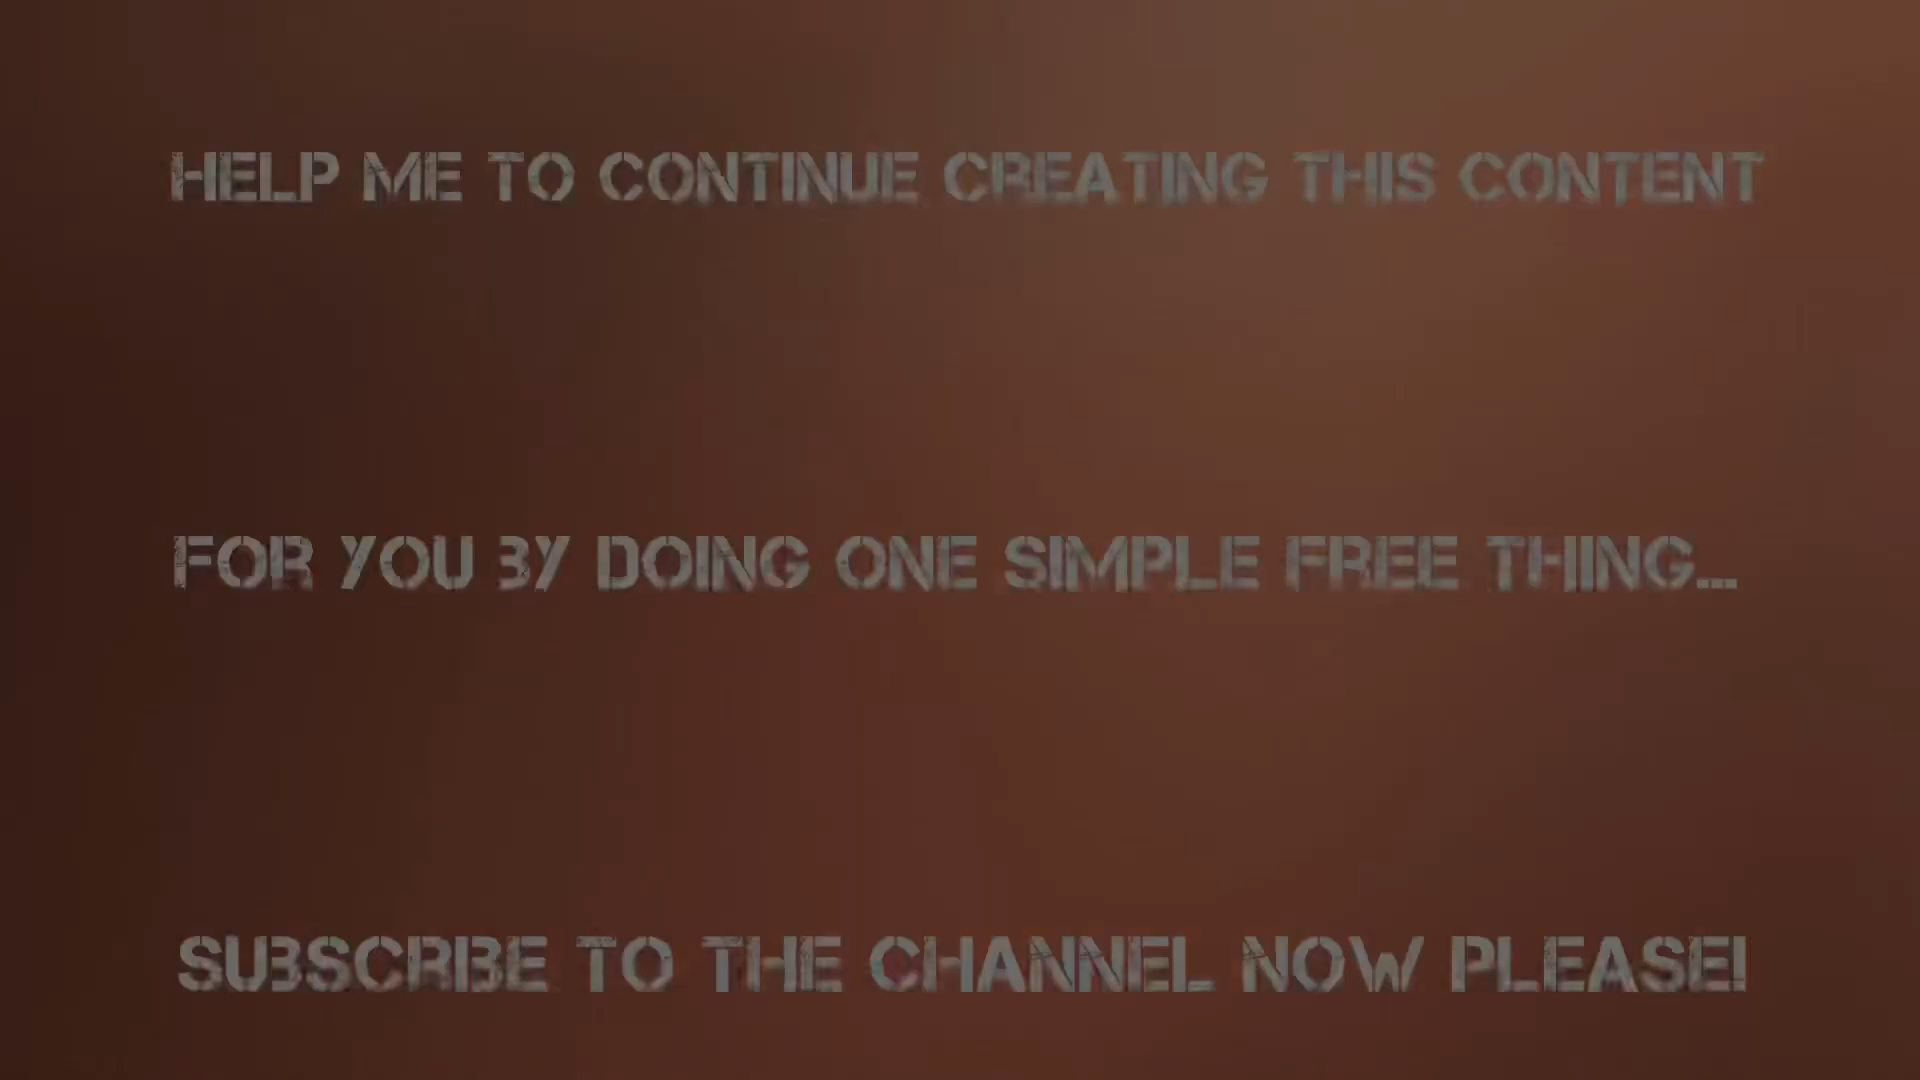 HELP ME TO CONTINUE CREATING THIS CONTENT
FOR YOU BY DOING ONE SIMPLE FREE THING...
SUBSCRIBE TO THE CHANNEL NOW PLEASE!